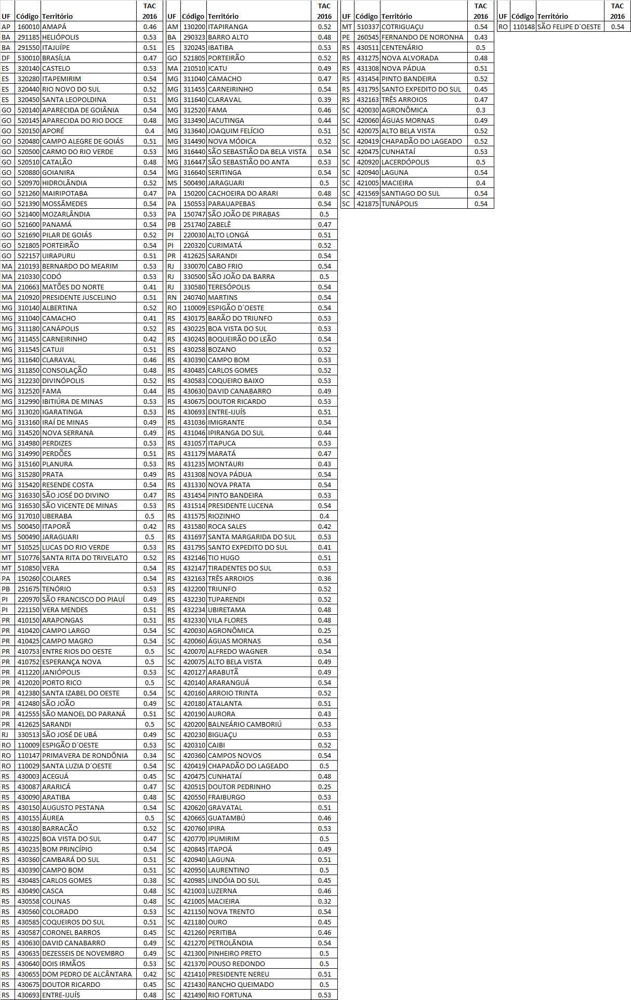 UF Código Território TAC 2016
AP 160010 AMAPÁ 0.46
BA 291185 HELIÓPOLIS 0.53
BA 291550 ITAJUÍPE 0.51
DF 530010 BRASÍLIA 0.47
ES 320140 CASTELO 0.53
ES 320280 ITAPEMIRIM 0.54
ES 320440 RIO NOVO DO SUL 0.52
ES 320450 SANTA LEOPOLDINA 0.51
GO 520140 APARECIDA DE GOIÂNIA 0.54
GO 520145 APARECIDA DO RIO DOCE 0.48
GO 520150 APORÉ 0.4
GO 520480 CAMPO ALEGRE DE GOIÁS 0.51
GO 520500 CARMO DO RIO VERDE 0.53
GO 520510 CATALÃO 0.48
GO 520880 GOIANIRA 0.54
GO 520970 HIDROLÂNDIA 0.52
GO 521260 MAIRIPOTABA 0.47
GO 521390 MOSSÂMEDES 0.54
GO 521400 MOZARLÂNDIA 0.53
GO 521600 PANAMÁ 0.54
GO 521690 PILAR DE GOIÁS 0.52
GO 521805 PORTEIRÃO 0.54
GO 522157 UIRAPURU 0.51
MA 210193 BERNARDO DO MEARIM 0.53
MA 210330 CODÓ 0.53
MA 210663 MATÕES DO NORTE 0.41
MA 210920 PRESIDENTE JUSCELINO 0.51
MG 310140 ALBERTINA 0.52
MG 311040 CAMACHO 0.41
MG 311180 CANÁPOLIS 0.52
MG 311455 CARNEIRINHO 0.42
MG 311545 CATUJI 0.51
MG 311640 CLARAVAL 0.46
MG 311850 CONSOLAÇÃO 0.48
MG 312230 DIVINÓPOLIS 0.52
MG 312520 FAMA 0.44
MG 312990 IBITIÚRA DE MINAS 0.53
MG 313020 IGARATINGA 0.53
MG 313160 IRAÍ DE MINAS 0.49
MG 314520 NOVA SERRANA 0.49
MG 314980 PERDIZES 0.53
MG 314990 PERDÕES 0.51
MG 315160 PLANURA 0.53
MG 315280 PRATA 0.49
MG 315420 RESENDE COSTA 0.54
MG 316330 SÃO JOSÉ DO DIVINO 0.47
MG 316530 SÃO VICENTE DE MINAS 0.53
MG 317010 UBERABA 0.5
MS 500450 ITAPORÃ 0.42
MS 500490 JARAGUARI 0.5
MT 510525 LUCAS DO RIO VERDE 0.53
MT 510776 SANTA RITA DO TRIVELATO 0.52
MT 510850 VERA 0.54
PA 150260 COLARES 0.54
PB 251675 TENÓRIO 0.53
PI 220970 SÃO FRANCISCO DO PIAUÍ 0.49
PI 221150 VERA MENDES 0.51
PR 410150 ARAPONGAS 0.51
PR 410420 CAMPO LARGO 0.54
PR 410425 CAMPO MAGRO 0.54
PR 410753 ENTRE RIOS DO OESTE 0.5
PR 410752 ESPERANÇA NOVA 0.5
PR 411220 JANIÓPOLIS 0.53
PR 412020 PORTO RICO 0.5
PR 412380 SANTA IZABEL DO OESTE 0.54
PR 412480 SÃO JOÃO 0.49
PR 412555 SÃO MANOEL DO PARANÁ 0.51
PR 412625 SARANDI 0.5
RJ 330513 SÃO JOSÉ DE UBÁ 0.49
RO 110009 ESPIGÃO D´OESTE 0.53
RO 110147 PRIMAVERA DE RONDÔNIA 0.34
RO 110029 SANTA LUZIA D´OESTE 0.54
RS 430003 ACEGUÁ 0.45
RS 430087 ARARICÁ 0.47
RS 430090 ARATIBA 0.48
RS 430150 AUGUSTO PESTANA 0.54
RS 430155 ÁUREA 0.5
RS 430180 BARRACÃO 0.52
RS 430225 BOA VISTA DO SUL 0.47
RS 430235 BOM PRINCÍPIO 0.54
RS 430360 CAMBARÁ DO SUL 0.51
RS 430390 CAMPO BOM 0.51
RS 430485 CARLOS GOMES 0.38
RS 430490 CASCA 0.48
RS 430558 COLINAS 0.48
RS 430560 COLORADO 0.53
RS 430585 COQUEIROS DO SUL 0.51
RS 430587 CORONEL BARROS 0.45
RS 430630 DAVID CANABARRO 0.49
RS 430635 DEZESSEIS DE NOVEMBRO 0.49
RS 430640 DOIS IRMÃOS 0.53
RS 430655 DOM PEDRO DE ALCÂNTARA 0.42
RS 430675 DOUTOR RICARDO 0.45
RS 430693 ENTRE-IJUÍS 0.48
UF Código Território TAC 2016
AM 130200 ITAPIRANGA 0.52
BA 290323 BARRO ALTO 0.48
ES 320245 IBATIBA 0.53
GO 521805 PORTEIRÃO 0.52
MA 210510 ICATU 0.49
MG 311040 CAMACHO 0.47
MG 311455 CARNEIRINHO 0.54
MG 311640 CLARAVAL 0.39
MG 312520 FAMA 0.46
MG 313490 JACUTINGA 0.44
MG 313640 JOAQUIM FELÍCIO 0.51
MG 314490 NOVA MÓDICA 0.52
MG 316440 SÃO SEBASTIÃO DA BELA VISTA 0.54
MG 316447 SÃO SEBASTIÃO DO ANTA 0.53
MG 316640 SERITINGA 0.54
MS 500490 JARAGUARI 0.5
PA 150200 CACHOEIRA DO ARARI 0.48
PA 150553 PARAUAPEBAS 0.54
PA 150747 SÃO JOÃO DE PIRABAS 0.5
PB 251740 ZABELÊ 0.47
PI 220030 ALTO LONGÁ 0.51
PI 220320 CURIMATÁ 0.52
PR 412625 SARANDI 0.54
RJ 330070 CABO FRIO 0.54
RJ 330500 SÃO JOÃO DA BARRA 0.5
RJ 330580 TERESÓPOLIS 0.54
RN 240740 MARTINS 0.54
RO 110009 ESPIGÃO D´OESTE 0.54
RS 430175 BARÃO DO TRIUNFO 0.53
RS 430225 BOA VISTA DO SUL 0.53
RS 430245 BOQUEIRÃO DO LEÃO 0.54
RS 430258 BOZANO 0.52
RS 430390 CAMPO BOM 0.53
RS 430485 CARLOS GOMES 0.52
RS 430583 COQUEIRO BAIXO 0.53
RS 430630 DAVID CANABARRO 0.49
RS 430675 DOUTOR RICARDO 0.53
RS 430693 ENTRE-IJUÍS 0.51
RS 431036 IMIGRANTE 0.54
RS 431046 IPIRANGA DO SUL 0.44
RS 431057 ITAPUCA 0.53
RS 431179 MARATÁ 0.47
RS 431235 MONTAURI 0.43
RS 431308 NOVA PÁDUA 0.54
RS 431330 NOVA PRATA 0.54
RS 431454 PINTO BANDEIRA 0.53
RS 431514 PRESIDENTE LUCENA 0.54
RS 431575 RIOZINHO 0.4
RS 431580 ROCA SALES 0.42
RS 431697 SANTA MARGARIDA DO SUL 0.53
RS 431795 SANTO EXPEDITO DO SUL 0.41
RS 432146 TIO HUGO 0.51
RS 432147 TIRADENTES DO SUL 0.53
RS 432163 TRÊS ARROIOS 0.36
RS 432200 TRIUNFO 0.52
RS 432230 TUPARENDI 0.52
RS 432234 UBIRETAMA 0.48
RS 432330 VILA FLORES 0.48
SC 420030 AGRONÔMICA 0.25
SC 420060 ÁGUAS MORNAS 0.54
SC 420070 ALFREDO WAGNER 0.54
SC 420075 ALTO BELA VISTA 0.49
SC 420127 ARABUTÃ 0.49
SC 420140 ARARANGUÁ 0.54
SC 420160 ARROIO TRINTA 0.52
SC 420180 ATALANTA 0.51
SC 420190 AURORA 0.43
SC 420200 BALNEÁRIO CAMBORIÚ 0.53
SC 420230 BIGUAÇU 0.53
SC 420310 CAIBI 0.52
SC 420360 CAMPOS NOVOS 0.54
SC 420419 CHAPADÃO DO LAGEADO 0.5
SC 420475 CUNHATAÍ 0.48
SC 420515 DOUTOR PEDRINHO 0.25
SC 420550 FRAIBURGO 0.53
SC 420620 GRAVATAL 0.51
SC 420665 GUATAMBÚ 0.46
SC 420760 IPIRA 0.53
SC 420770 IPUMIRIM 0.5
SC 420845 ITAPOÁ 0.49
SC 420940 LAGUNA 0.51
SC 420950 LAURENTINO 0.5
SC 420985 LINDÓIA DO SUL 0.45
SC 421003 LUZERNA 0.46
SC 421005 MACIEIRA 0.32
SC 421150 NOVA TRENTO 0.54
SC 421180 OURO 0.45
SC 421260 PERITIBA 0.46
SC 421270 PETROLÂNDIA 0.54
SC 421300 PINHEIRO PRETO 0.5
SC 421370 POUSO REDONDO 0.5
SC 421410 PRESIDENTE NEREU 0.51
SC 421430 RANCHO QUEIMADO 0.5
SC 421490 RIO FORTUNA 0.53
UF Código Território TAC 2016
MT 510337 COTRIGUAÇU 0.54
PE 260545 FERNANDO DE NORONHA 0.43
RS 430511 CENTENÁRIO 0.5
RS 431275 NOVA ALVORADA 0.48
RS 431308 NOVA PÁDUA 0.51
RS 431454 PINTO BANDEIRA 0.52
RS 431795 SANTO EXPEDITO DO SUL 0.45
RS 432163 TRÊS ARROIOS 0.47
SC 420030 AGRONÔMICA 0.3
SC 420060 ÁGUAS MORNAS 0.49
SC 420075 ALTO BELA VISTA 0.52
SC 420419 CHAPADÃO DO LAGEADO 0.52
SC 420475 CUNHATAÍ 0.53
SC 420920 LACERDÓPOLIS 0.5
SC 420940 LAGUNA 0.54
SC 421005 MACIEIRA 0.4
SC 421569 SANTIAGO DO SUL 0.54
SC 421875 TUNÁPOLIS 0.54
UF Código Território TAC 2016
RO 110148 SÃO FELIPE D´OESTE 0.54